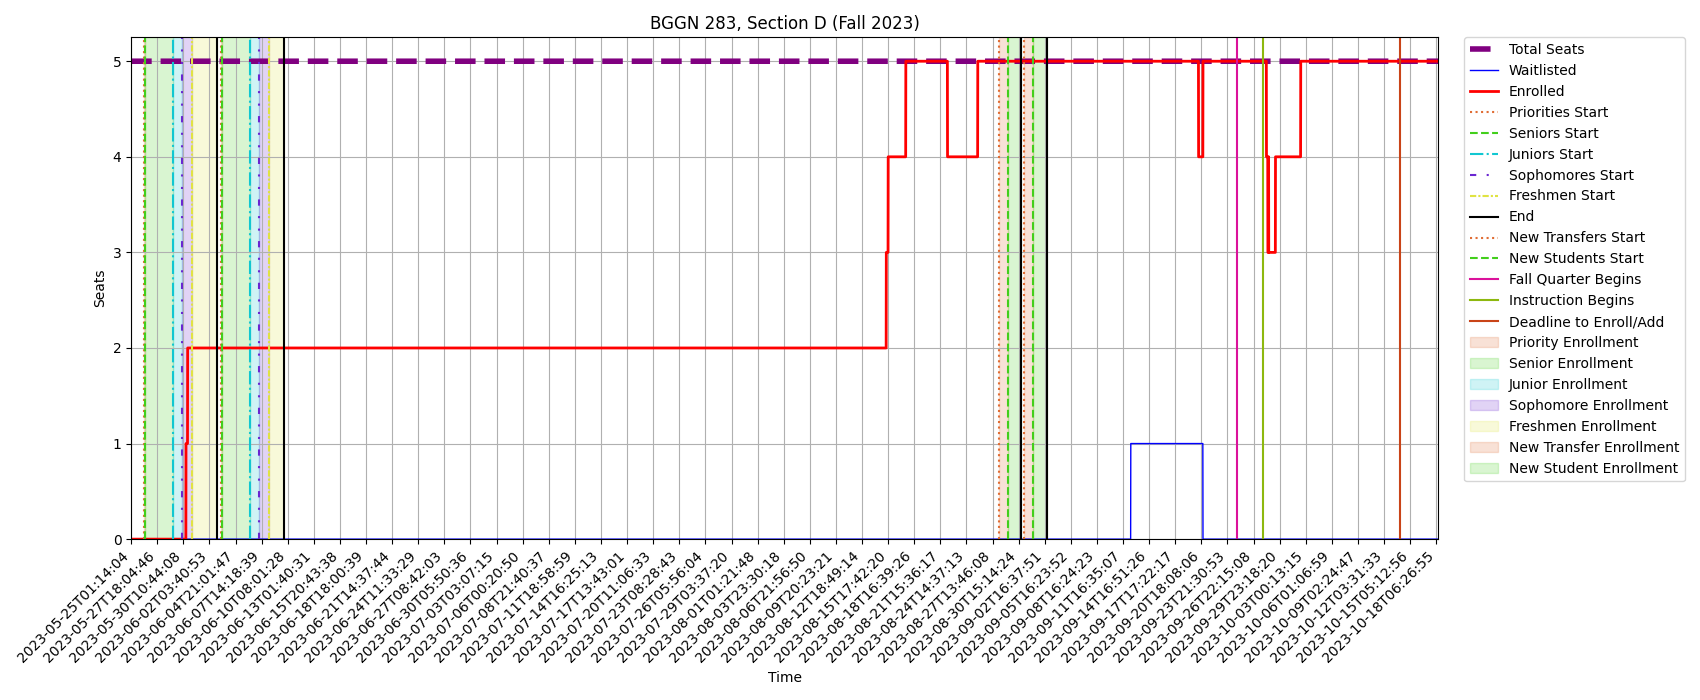 BGGN 283, Section D (Fall 2023)
Seats
5
4
3
2
1
0
2023-05-25T01:14:04
2023-05-27T18:04:46
2023-05-30T10:44:08
2023-06-02T03:40:53
2023-06-04T21:01:47
2023-06-07T14:18:39
2023-06-10T08:01:28
2023-06-13T01:40:31
2023-06-15T20:43:38
2023-06-18T18:00:39
2023-06-21T14:37:44
2023-06-24T11:33:29
2023-06-27T08:42:03
2023-06-30T05:50:36
2023-07-03T03:07:15
2023-07-06T00:20:50
2023-07-08T21:40:37
2023-07-11T18:58:59
2023-07-14T16:25:13
2023-07-17T13:43:01
2023-07-20T11:06:33
2023-07-23T08:28:43
2023-07-26T05:56:04
2023-07-29T03:37:20
2023-08-01T01:21:48
2023-08-03T23:30:18
2023-08-06T21:56:50
2023-08-09T20:23:21
2023-08-12T18:49:14
2023-08-15T17:42:20
2023-08-18T16:39:26
2023-08-21T15:36:17
2023-08-24T14:37:13
2023-08-27T13:46:08
2023-08-30T15:14:24
2023-09-02T16:37:51
2023-09-05T16:23:52
2023-09-08T16:24:23
2023-09-11T16:35:07
2023-09-14T16:51:26
2023-09-17T17:22:17
2023-09-20T18:08:06
2023-09-23T21:30:53
2023-09-26T22:15:08
2023-09-29T23:18:20
2023-10-03T00:13:15
2023-10-06T01:06:59
2023-10-09T02:24:47
2023-10-12T03:31:33
2023-10-15T05:12:56
2023-10-18T06:26:55
Time
Total Seats
Waitlisted
Enrolled
Priorities Start
Seniors Start
Juniors Start
Sophomores Start
Freshmen Start
End
New Transfers Start
New Students Start
Fall Quarter Begins
Instruction Begins
Deadline to Enroll/Add
Priority Enrollment
Senior Enrollment
Junior Enrollment
Sophomore Enrollment
Freshmen Enrollment
New Transfer Enrollment
New Student Enrollment